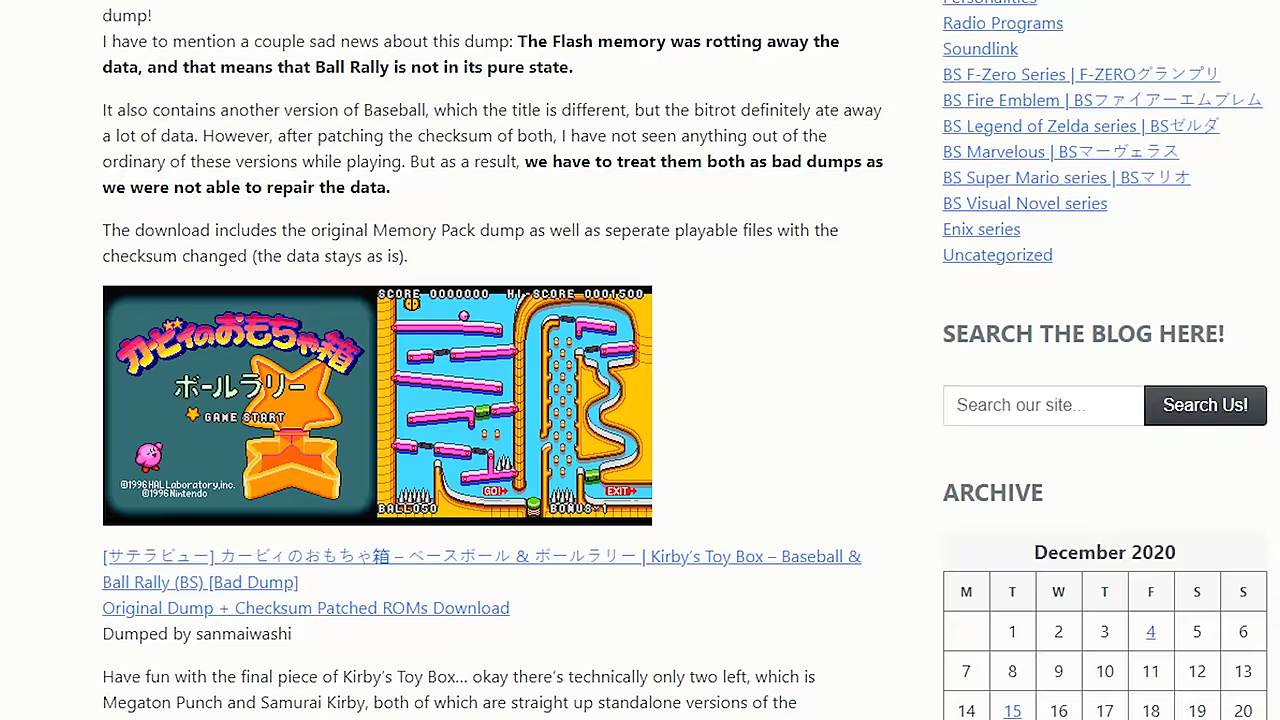 dump!
I have to mention a couple sad news about this dump: The Flash memory was rotting away the
data, and that means that Ball Rally is not in its pure state.
It also contains another version of Baseball, which the title is different, but the bitrot definitely ate away
a lot of data. However, after patching the checksum of both, I have not seen anything out of the
ordinary of these versions while playing. But as a result, we have to treat them both as bad dumps as
we were not able to repair the data.
The download includes the original Memory Pack dump as well as seperate playable files with the
checksum changed (the data stays as is).
カービィのおもちゃ箱
ボールラリー
GAME START
©1996 HAL Laboratory,inc.
©1996 Nintendo
SCORE 0000000 HI-SCORE 0001500
GO!
EXIT
BALL050
BONUS×1
[サテラビュー] カービィのおもちゃ箱 – ベースボール & ボールラリー | Kirby's Toy Box – Baseball &
Ball Rally (BS) [Bad Dump]
Original Dump + Checksum Patched ROMs Download
Dumped by sanmaiwashi
Have fun with the final piece of Kirby's Toy Box... okay there's technically only two left, which is
Megaton Punch and Samurai Kirby, both of which are straight up standalone versions of the
Personalities
Radio Programs
Soundlink
BS F-Zero Series | F-ZEROグランプリ
BS Fire Emblem | BSファイアーエムブレム
BS Legend of Zelda series | BSゼルダ
BS Marvelous | BSマーヴェラス
BS Super Mario series | BSマリオ
BS Visual Novel series
Enix series
Uncategorized
SEARCH THE BLOG HERE!
Search our site...
Search Us!
ARCHIVE
December 2020
M T W T F S S
1 2 3 4 5 6
7 8 9 10 11 12 13
14 15 16 17 18 19 20